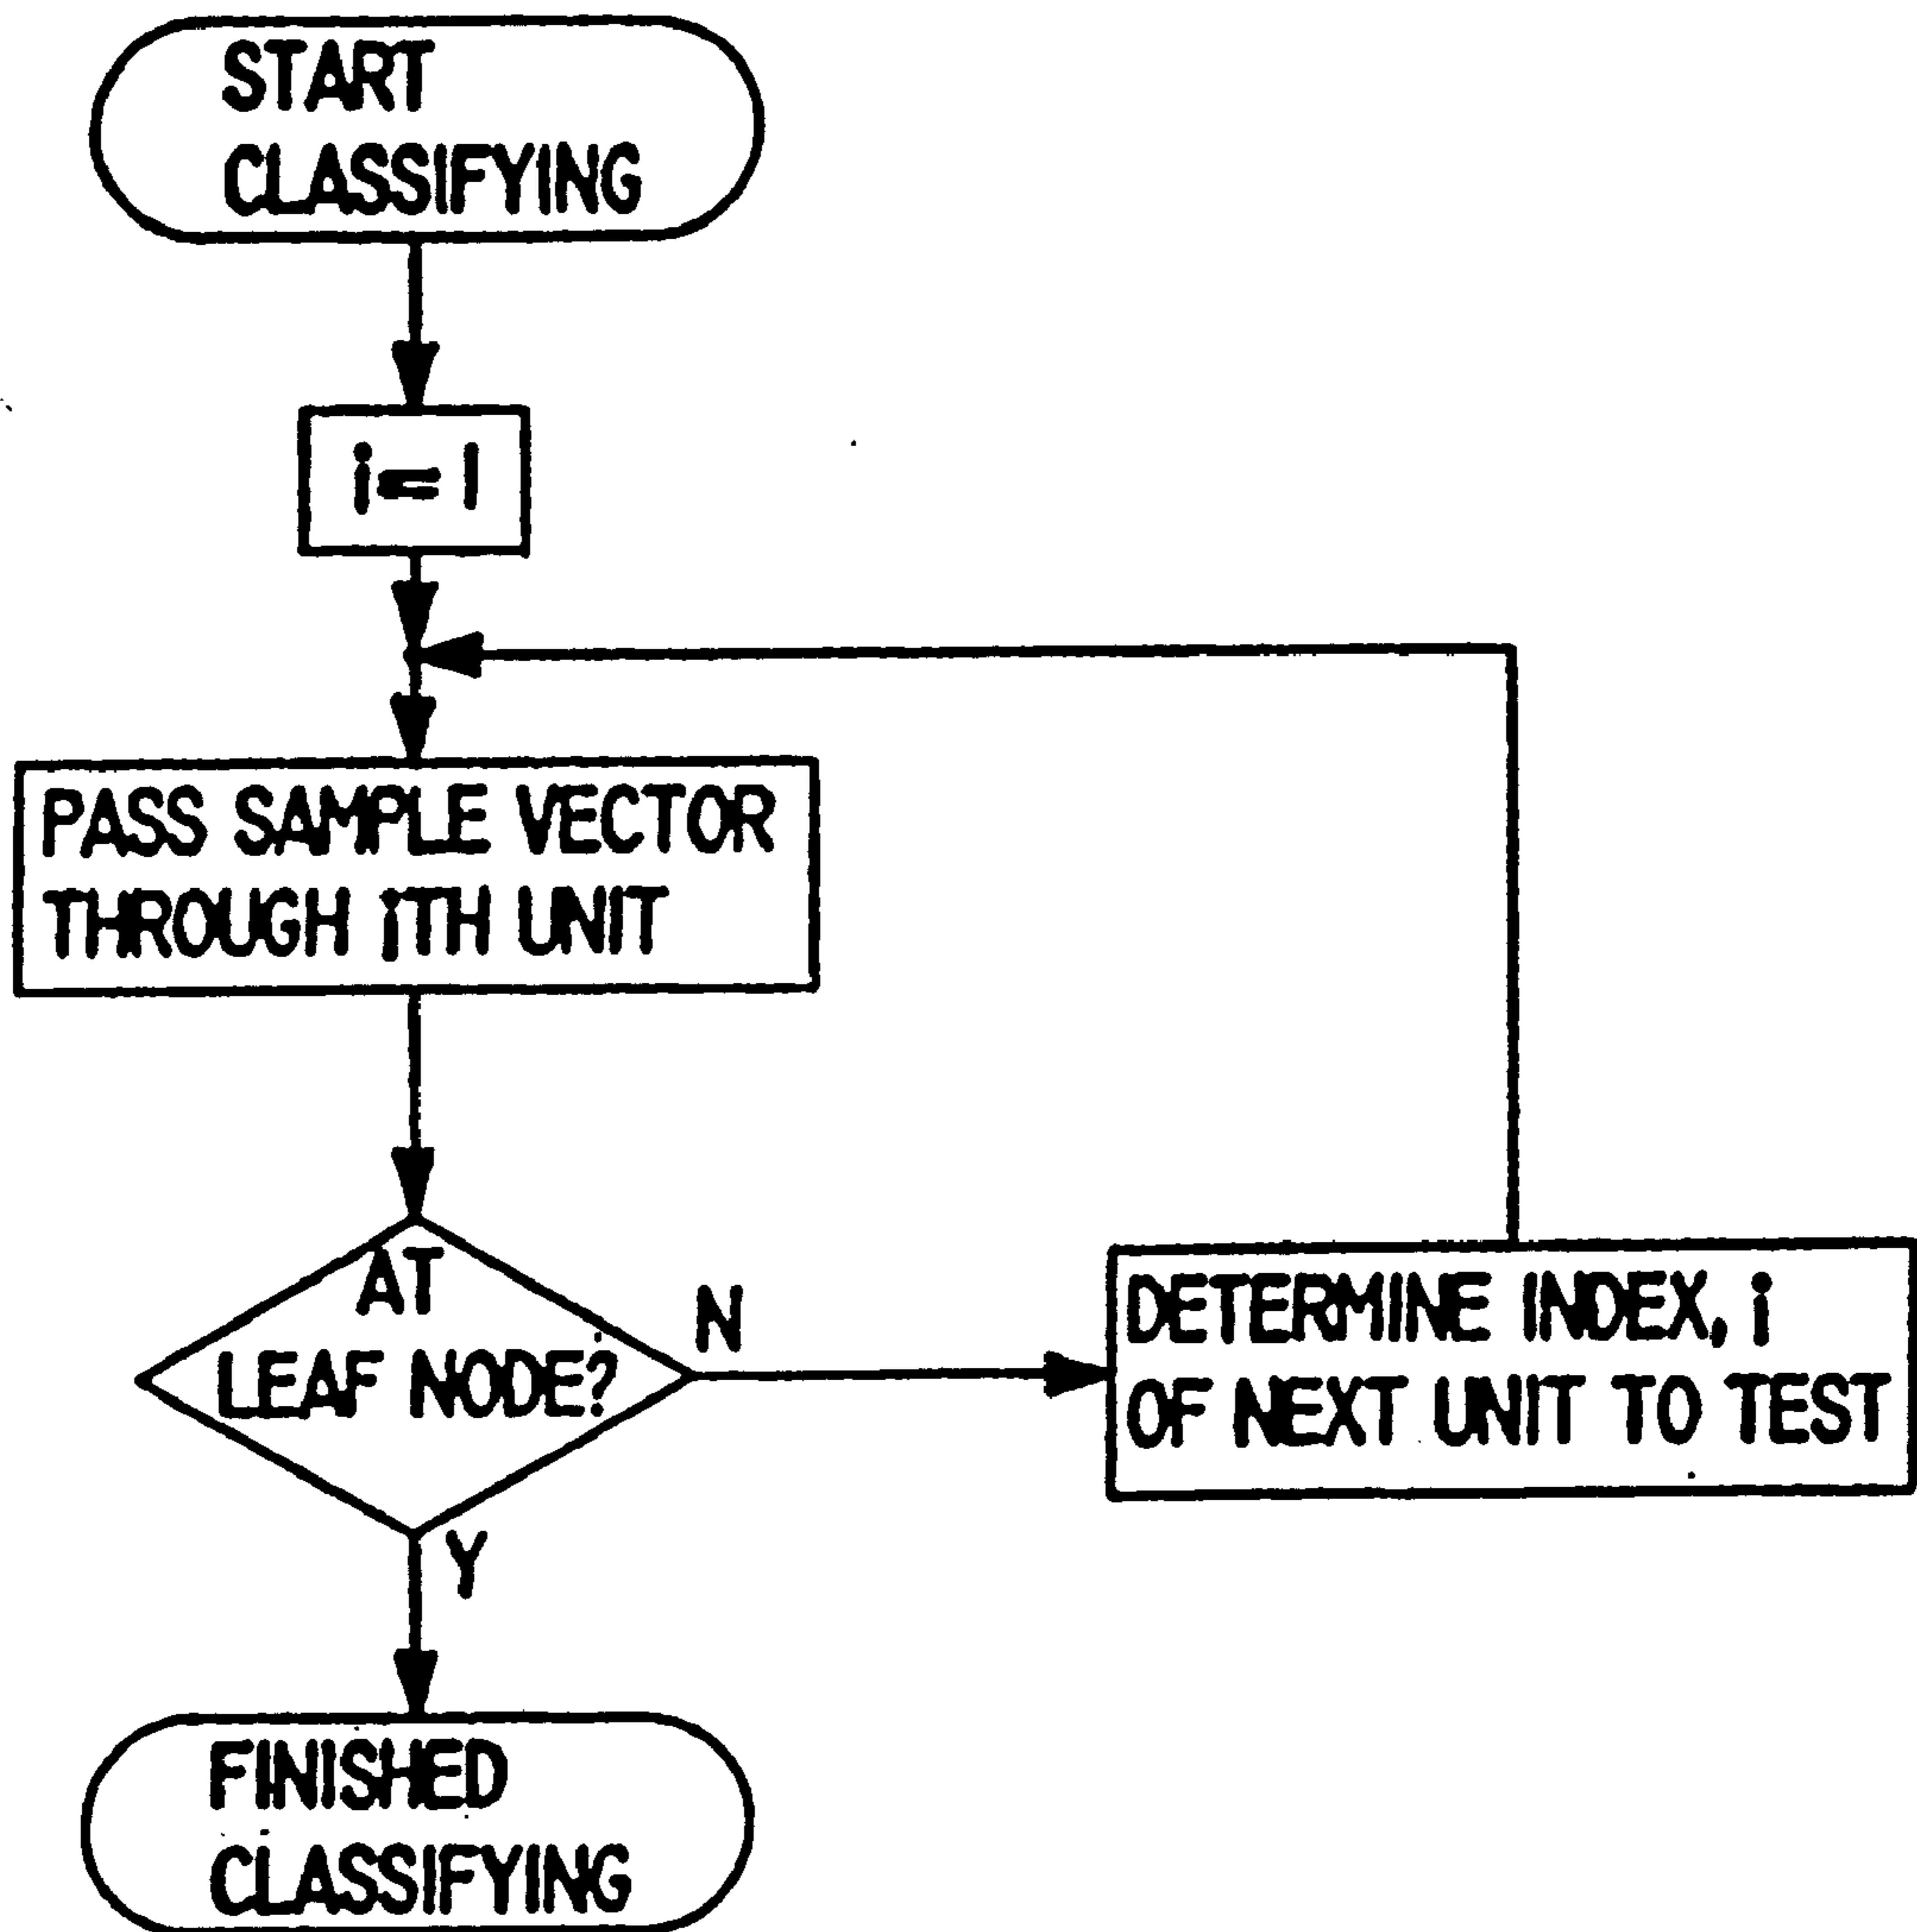 START
CLASSIFYING
i=1
PASS SAMPLE VECTOR
THROUGH iTH UNIT
AT
LEAF NODE?
N
DETERMINE INDEX, i
OF NEXT UNIT TO TEST
Y
FINISHED
CLASSIFYING